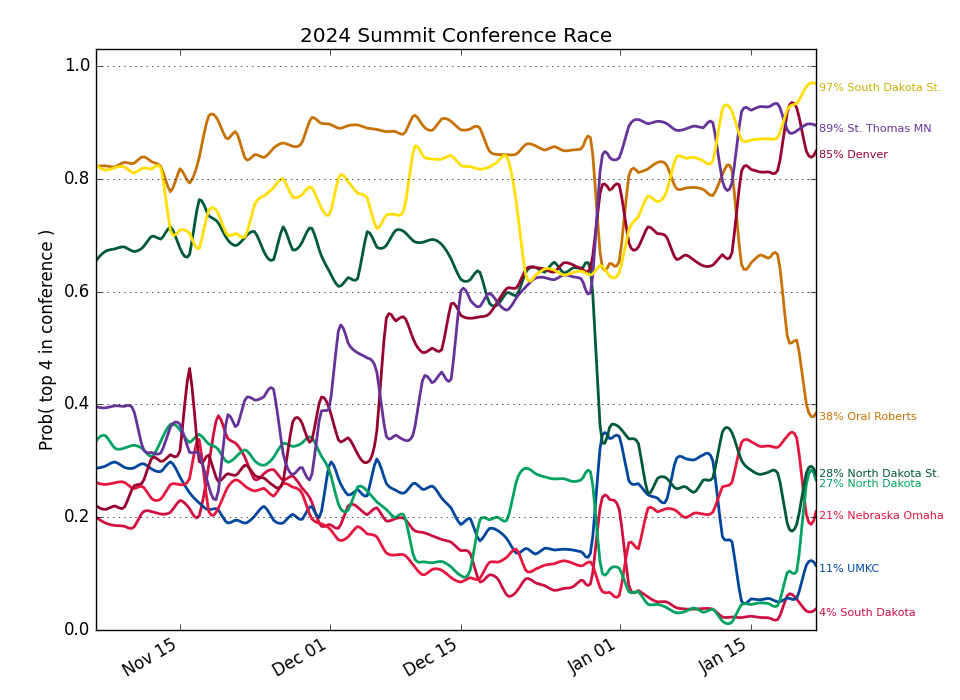 2024 Summit Conference Race
Prob( top 4 in conference )
1.0
0.8
0.6
0.4
0.2
0.0
Nov 15
Dec 01
Dec 15
Jan 01
Jan 15
97% South Dakota St.
89% St. Thomas MN
85% Denver
38% Oral Roberts
28% North Dakota St.
27% North Dakota
21% Nebraska Omaha
11% UMKC
4% South Dakota